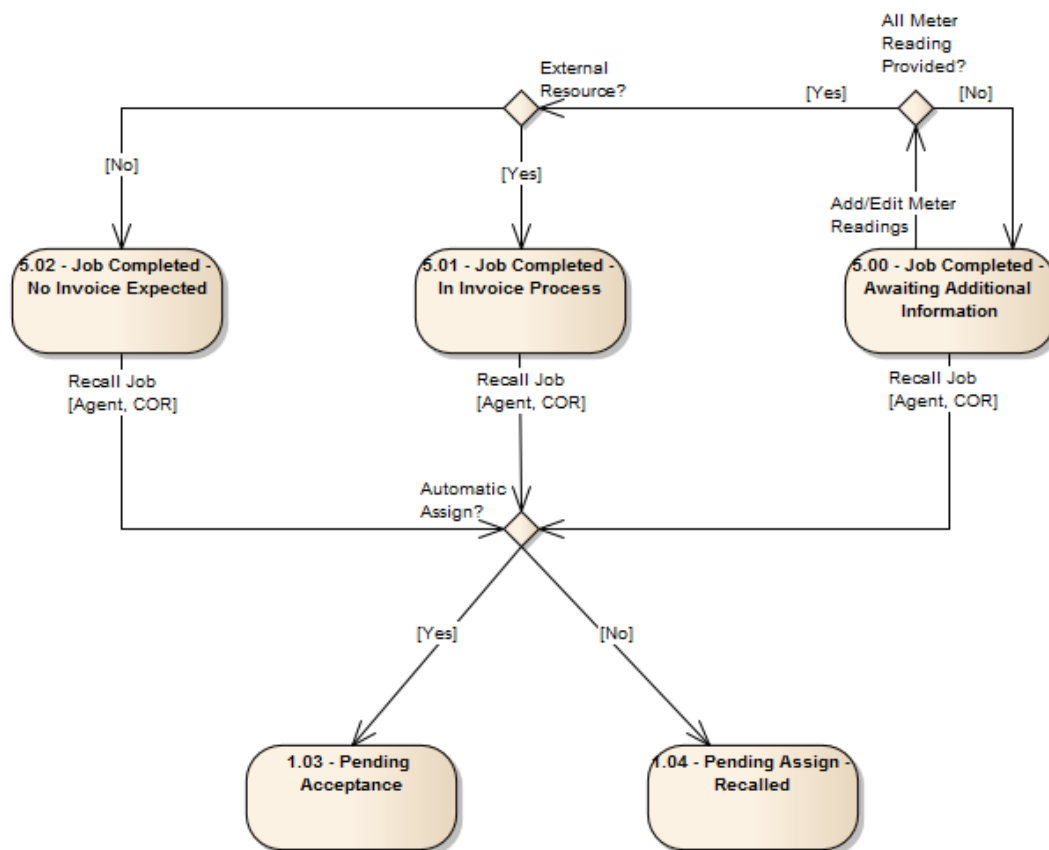 All Meter
Reading
Provided?
External
Resource?
[Yes]
[No]
[No]
[Yes]
Add/Edit Meter
Readings
5.02 - Job Completed -
No Invoice Expected
5.01 - Job Completed -
In Invoice Process
5.00 - Job Completed -
Awaiting Additional
Information
Recall Job
[Agent, COR]
Recall Job
[Agent, COR]
Recall Job
[Agent, COR]
Automatic
Assign?
[Yes]
[No]
1.03 - Pending
Acceptance
1.04 - Pending Assign -
Recalled